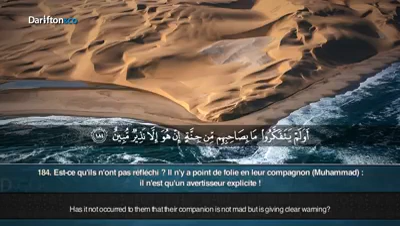 Dariftonzco
أَوَلَمْ يَتَفَكَّرُوا۟ مَا بِصَاحِبِهِم مِّن جِنَّةٍ إِنْ هُوَ إِلَّا نَذِيرٌ مُّبِينٌ ١٨٤
184. Est-ce qu'ils n'ont pas réfléchi ? Il n'y a point de folie en leur compagnon (Muhammad) :
il n'est qu'un avertisseur explicite !
Has it not occurred to them that their companion is not mad but is giving clear warning?